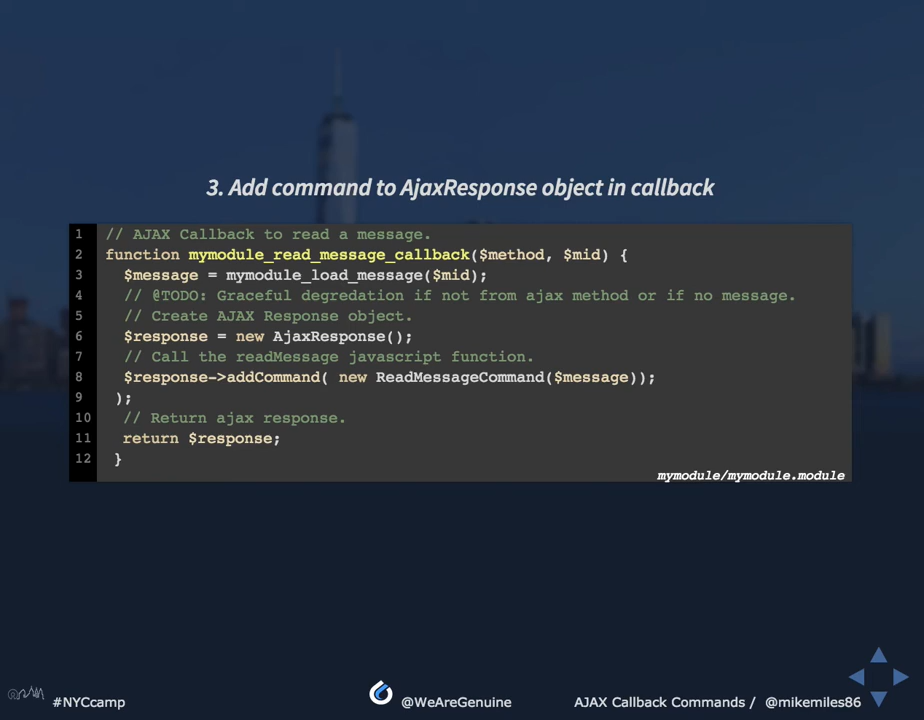 3. Add command to AjaxResponse object in callback
1 // AJAX Callback to read a message.
2 function mymodule_read_message_callback($method, $mid) {
3 $message = mymodule_load_message($mid);
4 // @TODO: Graceful degredation if not from ajax method or if no message.
5 // Create AJAX Response object.
6 $response = new AjaxResponse();
7 // Call the readMessage javascript function.
8 $response->addCommand( new ReadMessageCommand($message));
9 );
10 // Return ajax response.
11 return $response;
12 }
mymodule/mymodule.module
#NYCcamp @WeAreGenuine AJAX Callback Commands / @mikemiles86